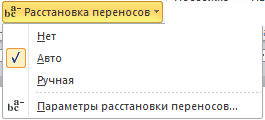 Расстановка переносов
Нет
Авто
Ручная
Параметры расстановки переносов...